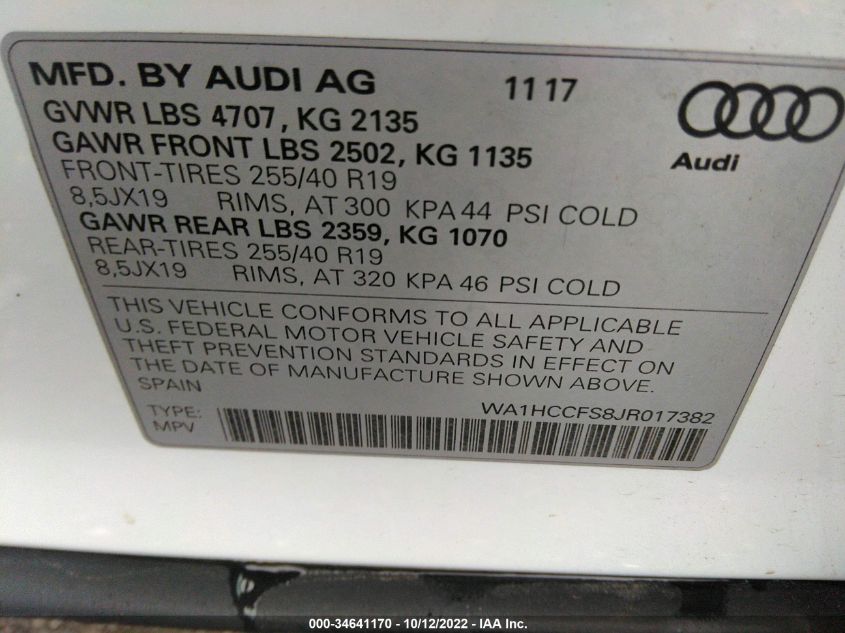 MFD. BY AUDI AG 11 17
GVWR LBS 4707, KG 2135
GAWR FRONT LBS 2502, KG 1135
FRONT-TIRES 255/40 R19
8,5JX19 RIMS, AT 300 KPA 44 PSI COLD
GAWR REAR LBS 2359, KG 1070
REAR-TIRES 255/40 R19
8,5JX19 RIMS, AT 320 KPA 46 PSI COLD
Audi
THIS VEHICLE CONFORMS TO ALL APPLICABLE
U.S. FEDERAL MOTOR VEHICLE SAFETY AND
THEFT PREVENTION STANDARDS IN EFFECT ON
THE DATE OF MANUFACTURE SHOWN ABOVE.
SPAIN
WA1HCCFS8JR017382
TYPE:
MPV
000-34641170 - 10/12/2022 - IAA Inc.